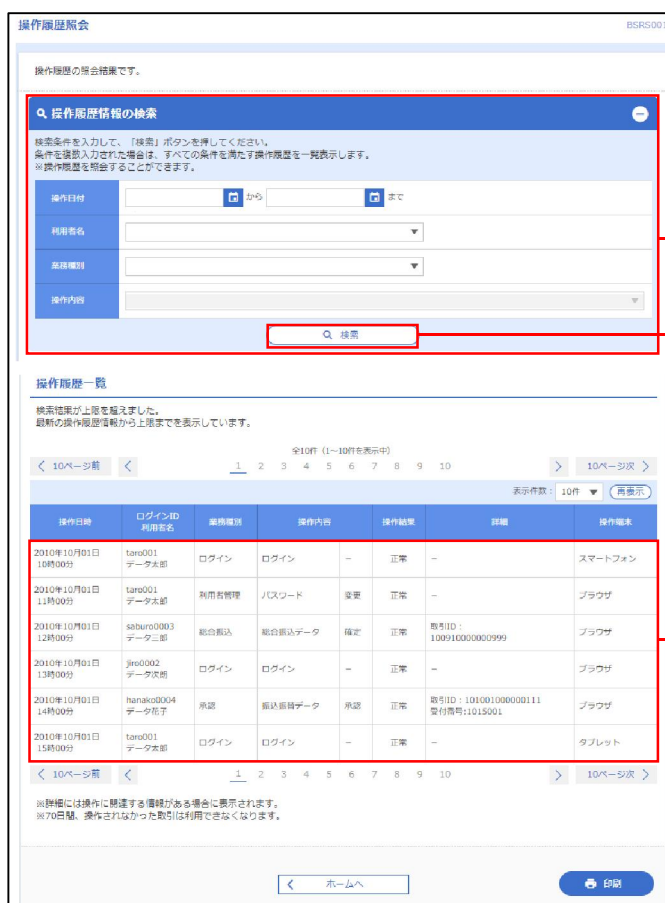 操作履歴照会
BSRS001
操作履歴の照会結果です。
操作履歴情報の検索
検索条件を入力して、「検索」ボタンを押してください。
条件を複数入力された場合は、すべての条件を満たす操作履歴を一覧表示します。
※操作履歴を照会することができます。
操作日付 から まで
利用者名
業務種別
操作内容
検索
操作履歴一覧
検索結果が上限を超えました。
最新の操作履歴情報から上限までを表示しています。
全10件（1～10件を表示中）
10ページ前 1 2 3 4 5 6 7 8 9 10 10ページ次
表示件数： 10件 再表示
操作日時 ログインID 利用者名 業務種別 操作内容 操作結果 詳細 操作端末
2010年10月01日 10時00分 taro001 データ太郎 ログイン ログイン － 正常 － スマートフォン
2010年10月01日 11時00分 taro001 データ太郎 利用者管理 パスワード 変更 正常 － ブラウザ
2010年10月01日 12時00分 saburo0003 データ三郎 総合振込 総合振込データ 確定 正常 取引ID： 100910000000999 ブラウザ
2010年10月01日 13時00分 jiro0002 データ次郎 ログイン ログイン － 正常 － ブラウザ
2010年10月01日 14時00分 hanako0004 データ花子 承認 振込振替データ 承認 正常 取引ID：101001000000111 受付番号:1015001 ブラウザ
2010年10月01日 15時00分 taro001 データ太郎 ログイン ログイン － 正常 － タブレット
10ページ前 1 2 3 4 5 6 7 8 9 10 10ページ次
※詳細には操作に関連する情報がある場合に表示されます。
※70日間、操作されなかった取引は利用できなくなります。
ホームへ
印刷